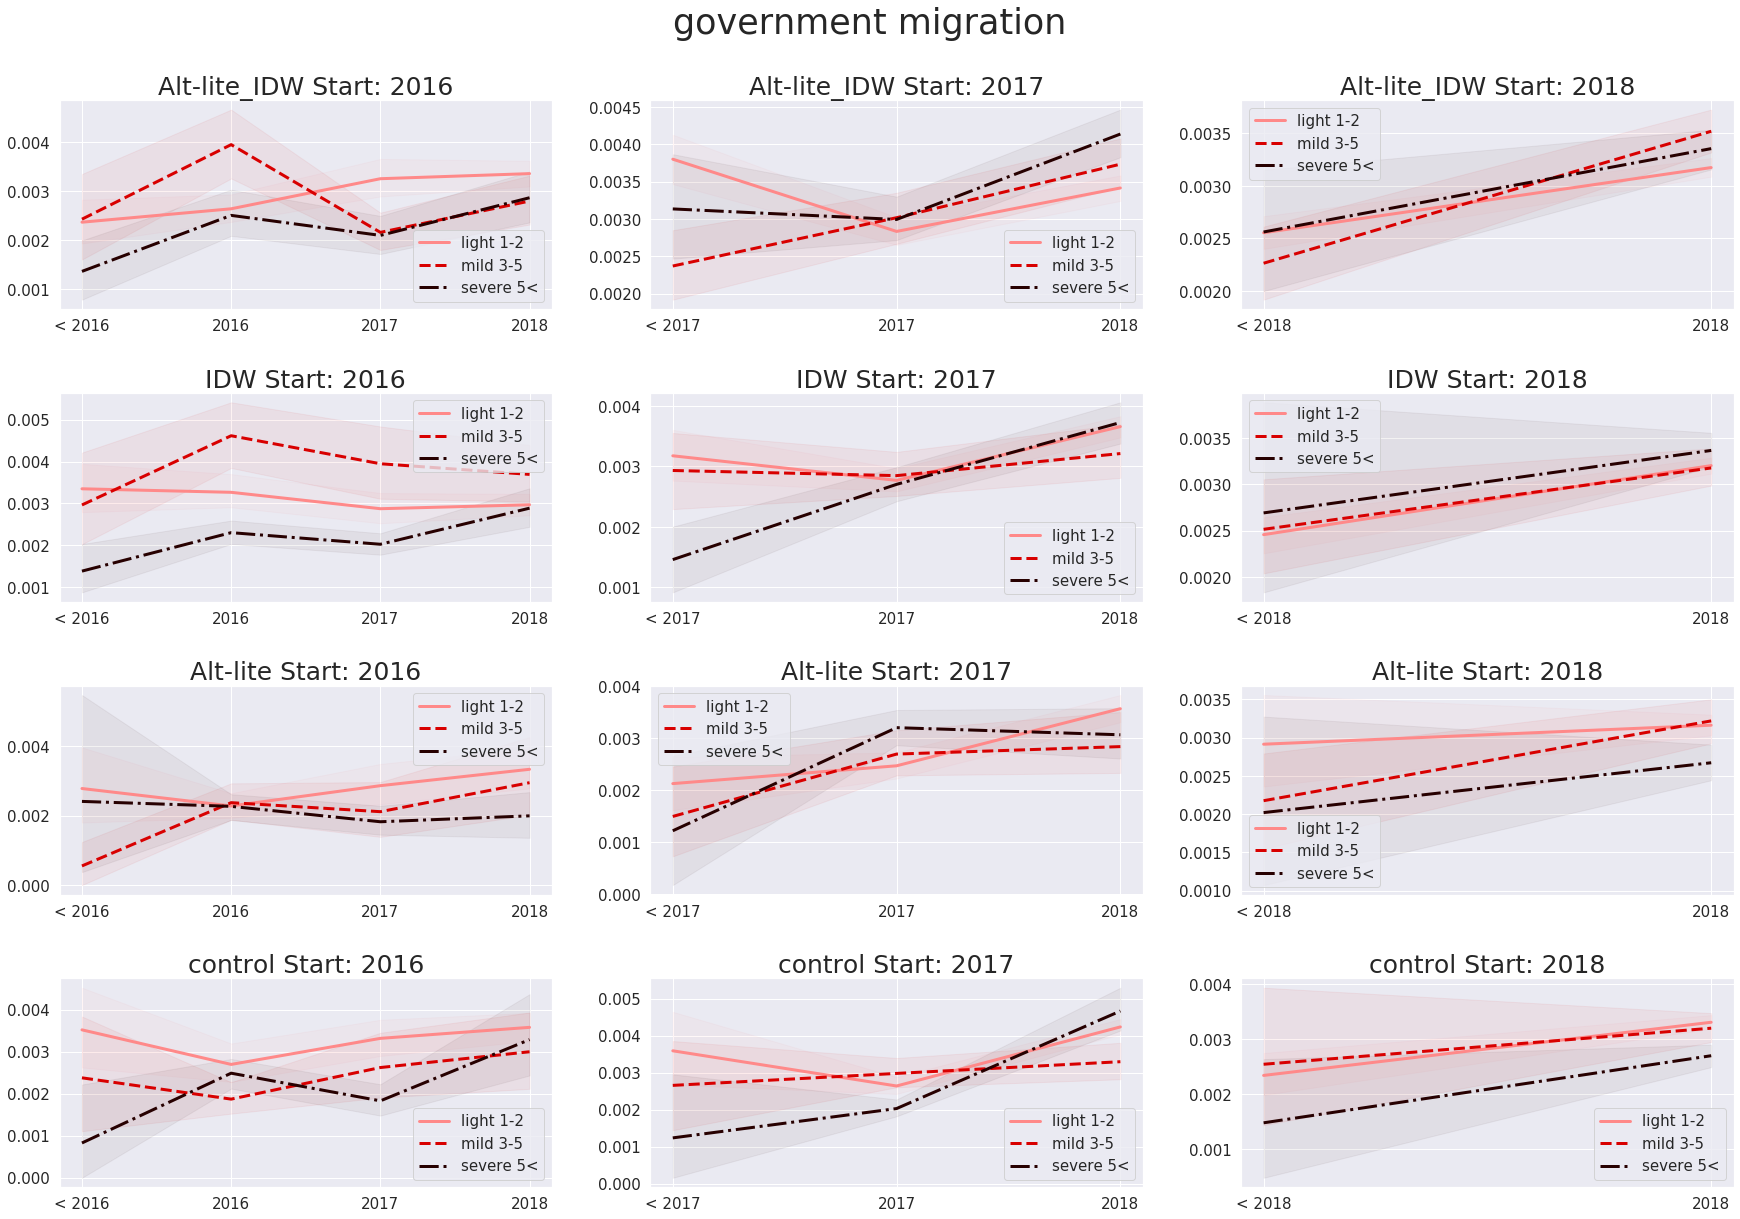 government migration
Alt-lite_IDW Start: 2016
0.004
0.003
0.002
0.001
< 2016
2016
2017
2018
light 1-2
mild 3-5
severe 5<
Alt-lite_IDW Start: 2017
0.0045
0.0040
0.0035
0.0030
0.0025
0.0020
< 2017
2017
2018
light 1-2
mild 3-5
severe 5<
Alt-lite_IDW Start: 2018
0.0035
0.0030
0.0025
0.0020
< 2018
2018
light 1-2
mild 3-5
severe 5<
IDW Start: 2016
0.005
0.004
0.003
0.002
0.001
< 2016
2016
2017
2018
light 1-2
mild 3-5
severe 5<
IDW Start: 2017
0.004
0.003
0.002
0.001
< 2017
2017
2018
light 1-2
mild 3-5
severe 5<
IDW Start: 2018
0.0035
0.0030
0.0025
0.0020
< 2018
2018
light 1-2
mild 3-5
severe 5<
Alt-lite Start: 2016
0.004
0.002
0.000
< 2016
2016
2017
2018
light 1-2
mild 3-5
severe 5<
Alt-lite Start: 2017
0.004
0.003
0.002
0.001
0.000
< 2017
2017
2018
light 1-2
mild 3-5
severe 5<
Alt-lite Start: 2018
0.0035
0.0030
0.0025
0.0020
0.0015
0.0010
< 2018
2018
light 1-2
mild 3-5
severe 5<
control Start: 2016
0.004
0.003
0.002
0.001
0.000
< 2016
2016
2017
2018
light 1-2
mild 3-5
severe 5<
control Start: 2017
0.005
0.004
0.003
0.002
0.001
0.000
< 2017
2017
2018
light 1-2
mild 3-5
severe 5<
control Start: 2018
0.004
0.003
0.002
0.001
< 2018
2018
light 1-2
mild 3-5
severe 5<